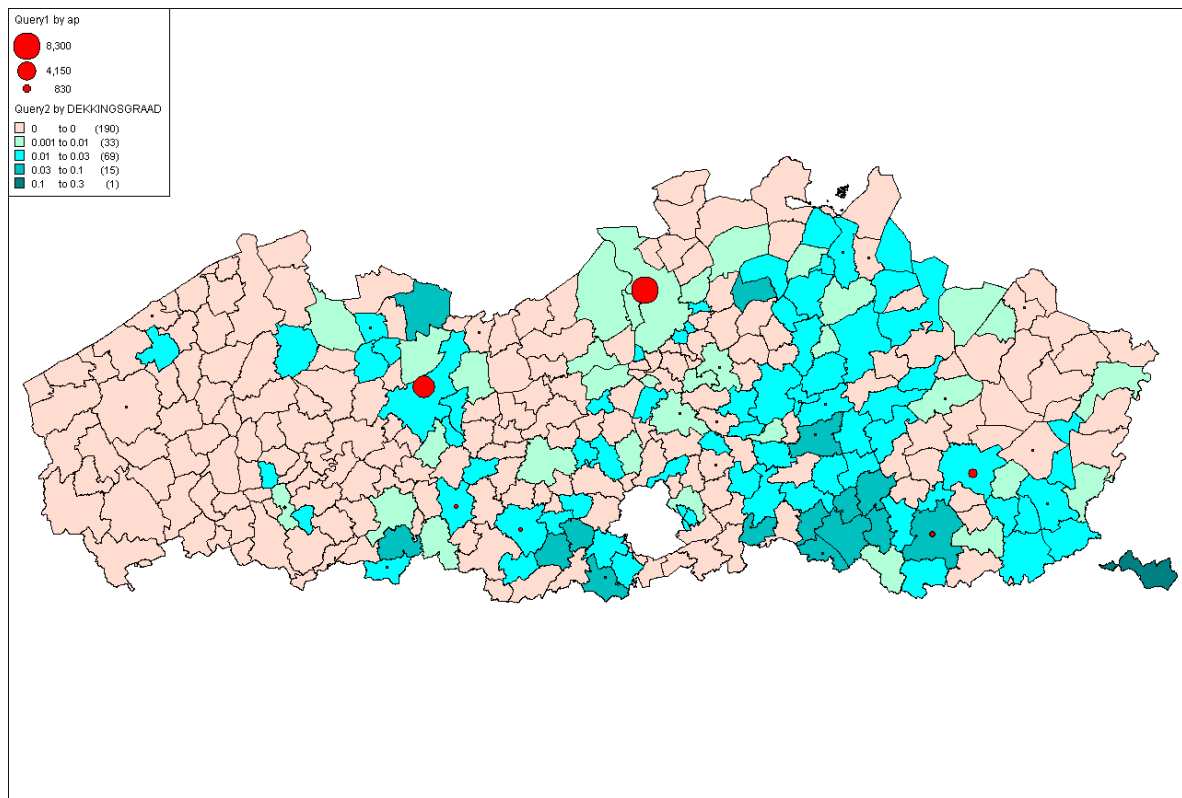 Query1 by ap
8,300
4,150
830
Query2 by DEKKINGSGRAAD
0 to 0 (190)
0.001 to 0.01 (33)
0.01 to 0.03 (69)
0.03 to 0.1 (15)
0.1 to 0.3 (1)